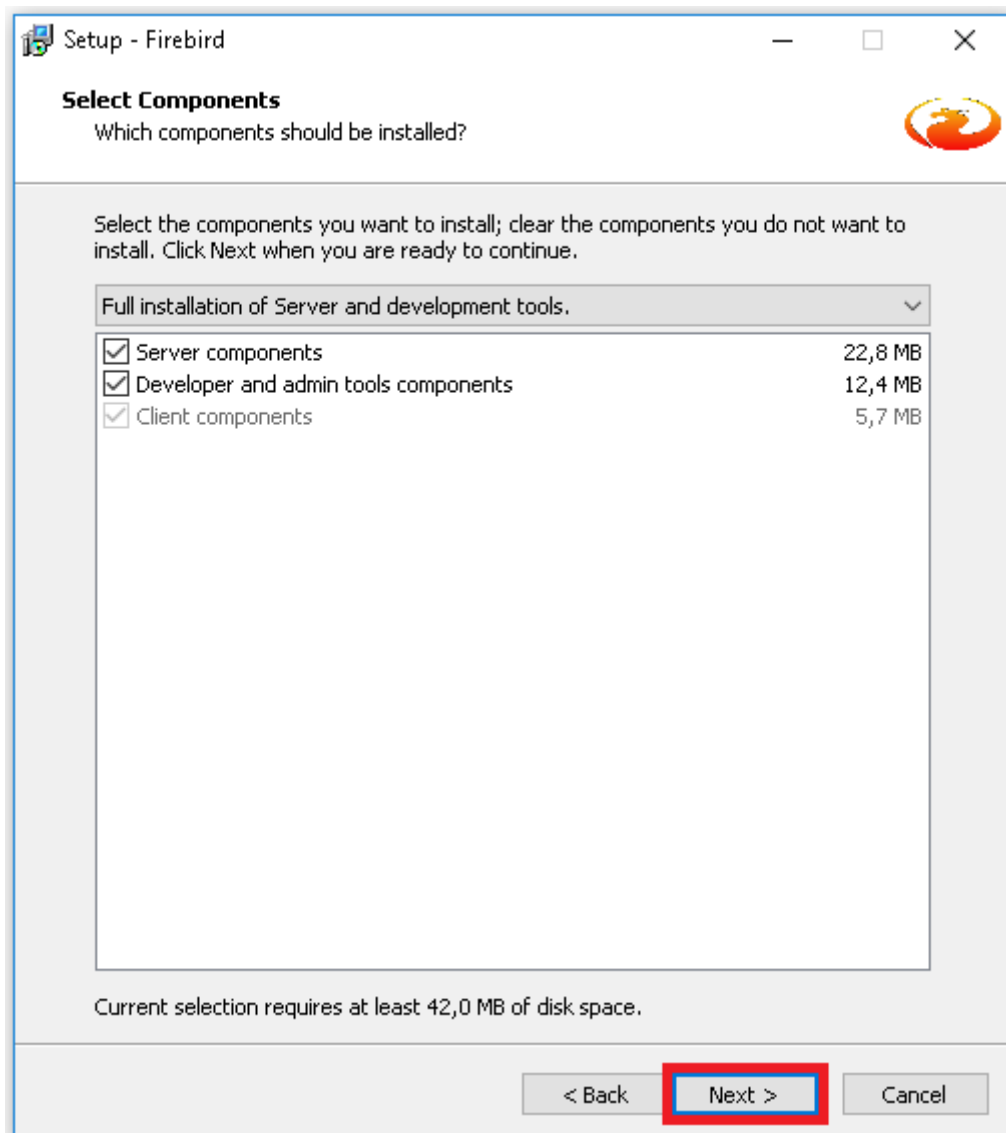 Setup - Firebird
Select Components
Which components should be installed?
Select the components you want to install; clear the components you do not want to
install. Click Next when you are ready to continue.
Full installation of Server and development tools.
Server components 22,8 MB
Developer and admin tools components 12,4 MB
Client components 5,7 MB
Current selection requires at least 42,0 MB of disk space.
< Back Next > Cancel